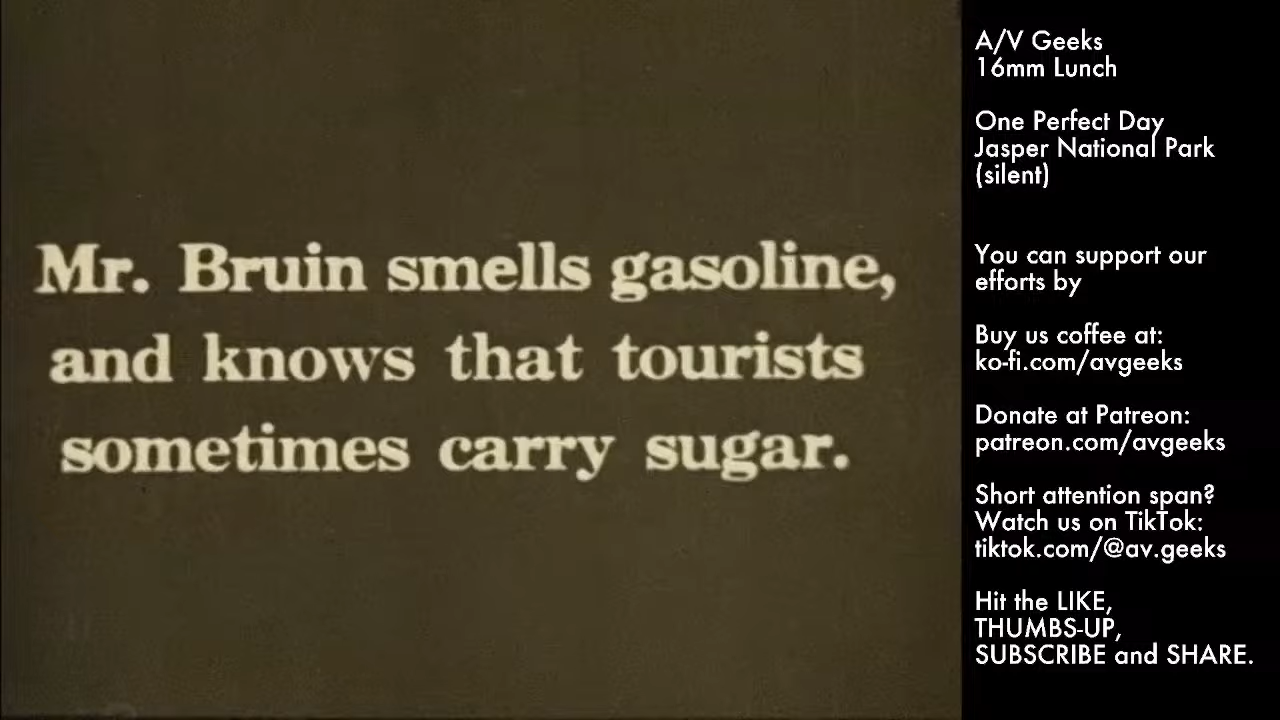 Mr. Bruin smells gasoline,
and knows that tourists
sometimes carry sugar.
A/V Geeks
16mm Lunch
One Perfect Day
Jasper National Park
(silent)
You can support our
efforts by
Buy us coffee at:
ko-fi.com/avgeeks
Donate at Patreon:
patreon.com/avgeeks
Short attention span?
Watch us on TikTok:
tiktok.com/@av.geeks
Hit the LIKE,
THUMBS-UP,
SUBSCRIBE and SHARE.